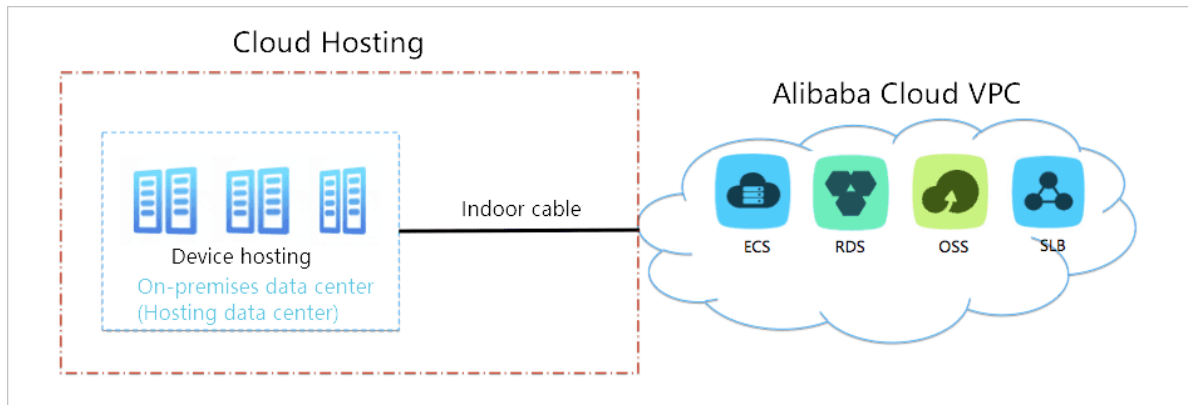 Cloud Hosting
Alibaba Cloud VPC
Indoor cable
Device hosting
On-premises data center
(Hosting data center)
ECS
RDS
OSS
SLB